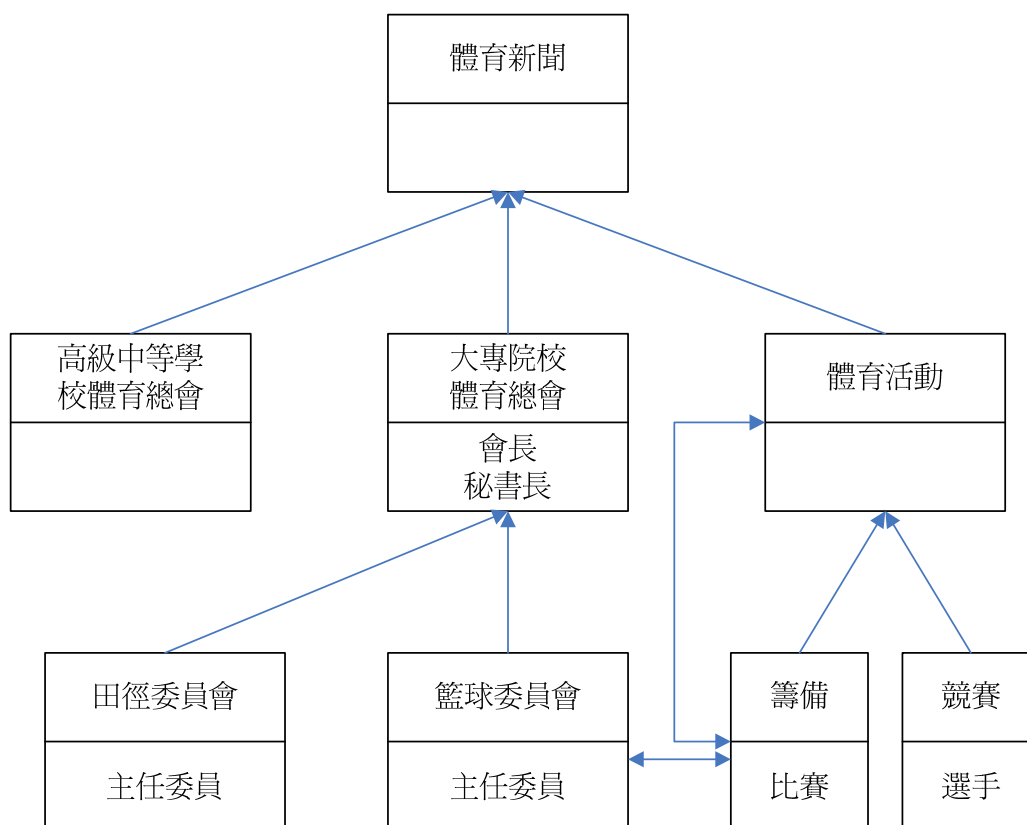 體育新聞
高級中等學
校體育總會
大專院校
體育總會
會長
秘書長
體育活動
田徑委員會
主任委員
籃球委員會
主任委員
籌備
比賽
競賽
選手